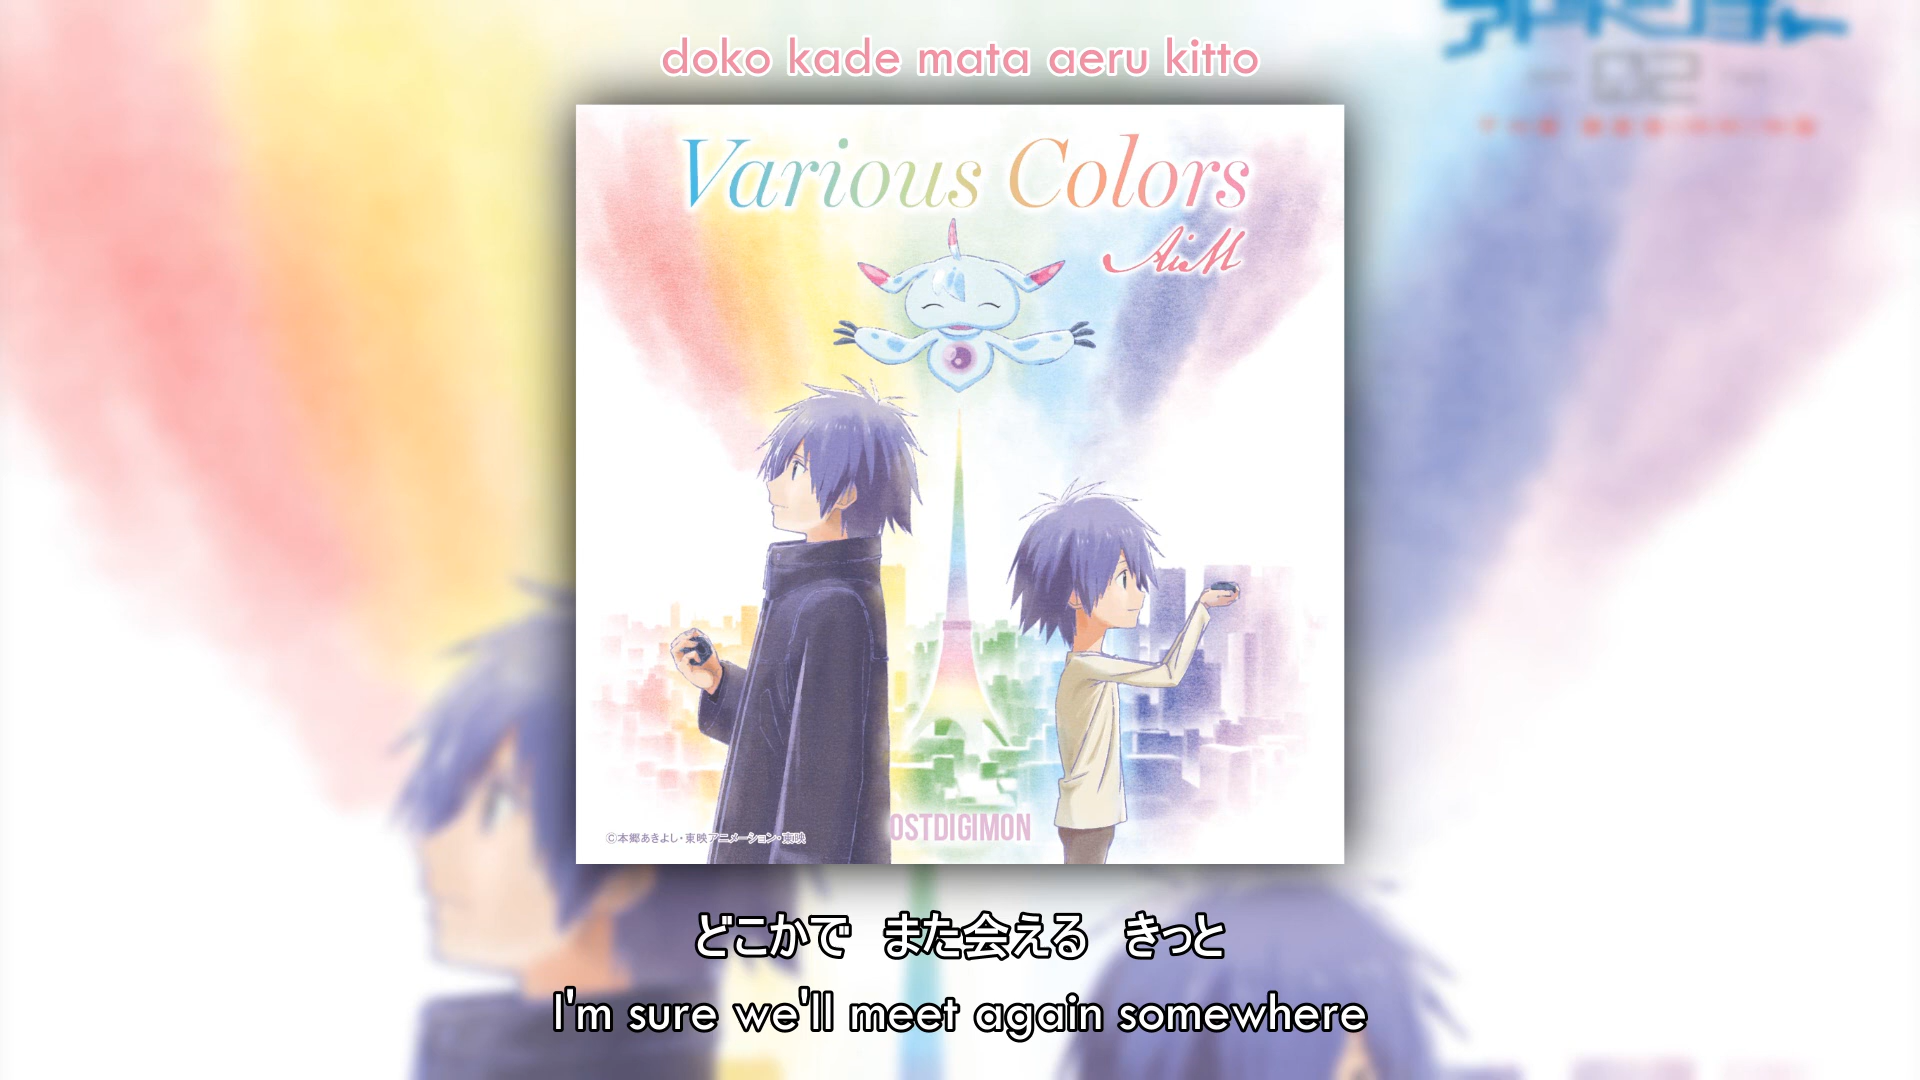 doko kade mata aeru kitto
02
Various Colors
AiM
©本郷あきよし・東映アニメーション・東映
OSTDIGIMON
どこかで　また会える　きっと
I'm sure we'll meet again somewhere